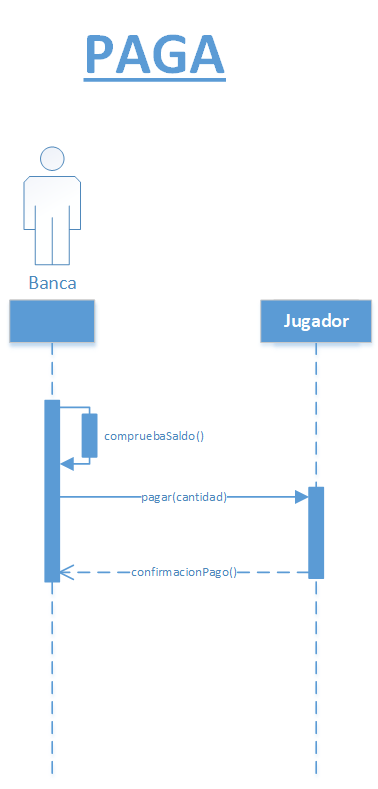 PAGA
Banca
Jugador
compruebaSaldo()
pagar(cantidad)
confirmacionPago()